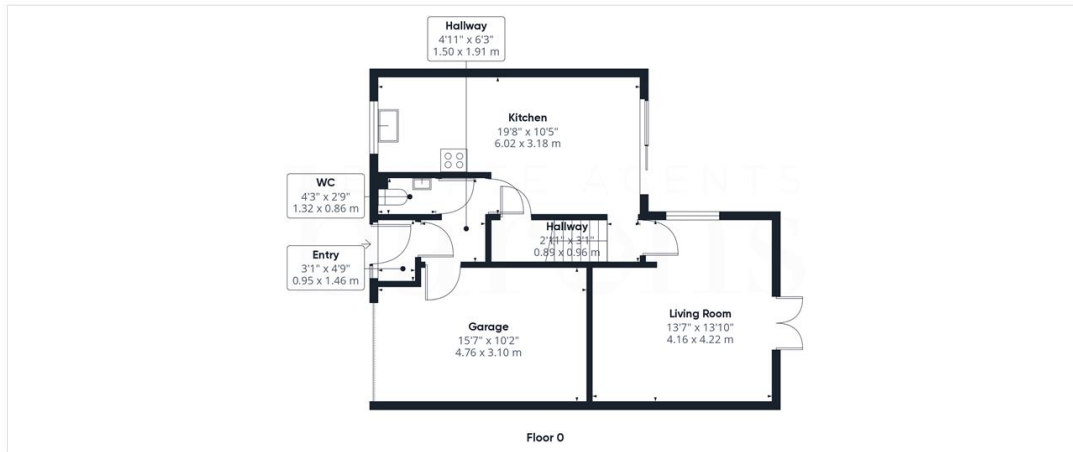 Hallway
4'11" x 6'3"
1.50 x 1.91 m
Kitchen
19'8" x 10'5"
6.02 x 3.18 m
WC
4'3" x 2'9"
1.32 x 0.86 m
Hallway
2'11" x 3'1"
0.89 x 0.96 m
Entry
3'1" x 4'9"
0.95 x 1.46 m
Garage
15'7" x 10'2"
4.76 x 3.10 m
Living Room
13'7" x 13'10"
4.16 x 4.22 m
Floor 0